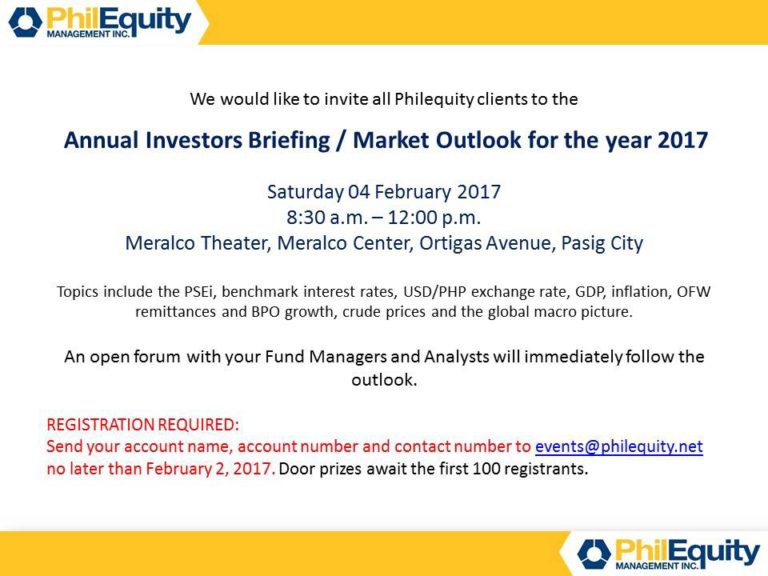 PhilEquity
MANAGEMENT INC.
We would like to invite all Philequity clients to the
Annual Investors Briefing / Market Outlook for the year 2017
Saturday 04 February 2017
8:30 a.m. – 12:00 p.m.
Meralco Theater, Meralco Center, Ortigas Avenue, Pasig City
Topics include the PSEi, benchmark interest rates, USD/PHP exchange rate, GDP, inflation, OFW
remittances and BPO growth, crude prices and the global macro picture.
An open forum with your Fund Managers and Analysts will immediately follow the
outlook.
REGISTRATION REQUIRED:
Send your account name, account number and contact number to events@philequity.net
no later than February 2, 2017. Door prizes await the first 100 registrants.
PhilEquity
MANAGEMENT INC.